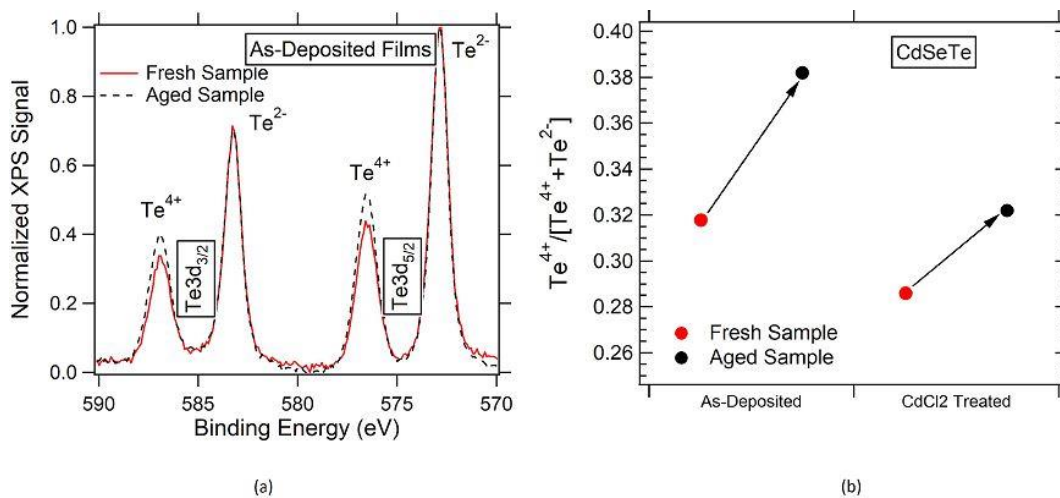 1.0
0.8
0.6
0.4
0.2
0.0
Normalized XPS Signal
As-Deposited Films
Te²⁻
Fresh Sample
Aged Sample
Te²⁻
Te⁴⁺
Te⁴⁺
Te3d₃/₂
Te3d₅/₂
590
585
580
575
570
Binding Energy (eV)
(a)
0.40
0.38
0.36
0.34
0.32
0.30
0.28
0.26
Te⁴⁺/[Te⁴⁺+Te²⁻]
CdSeTe
Fresh Sample
Aged Sample
As-Deposited
CdCl2 Treated
(b)